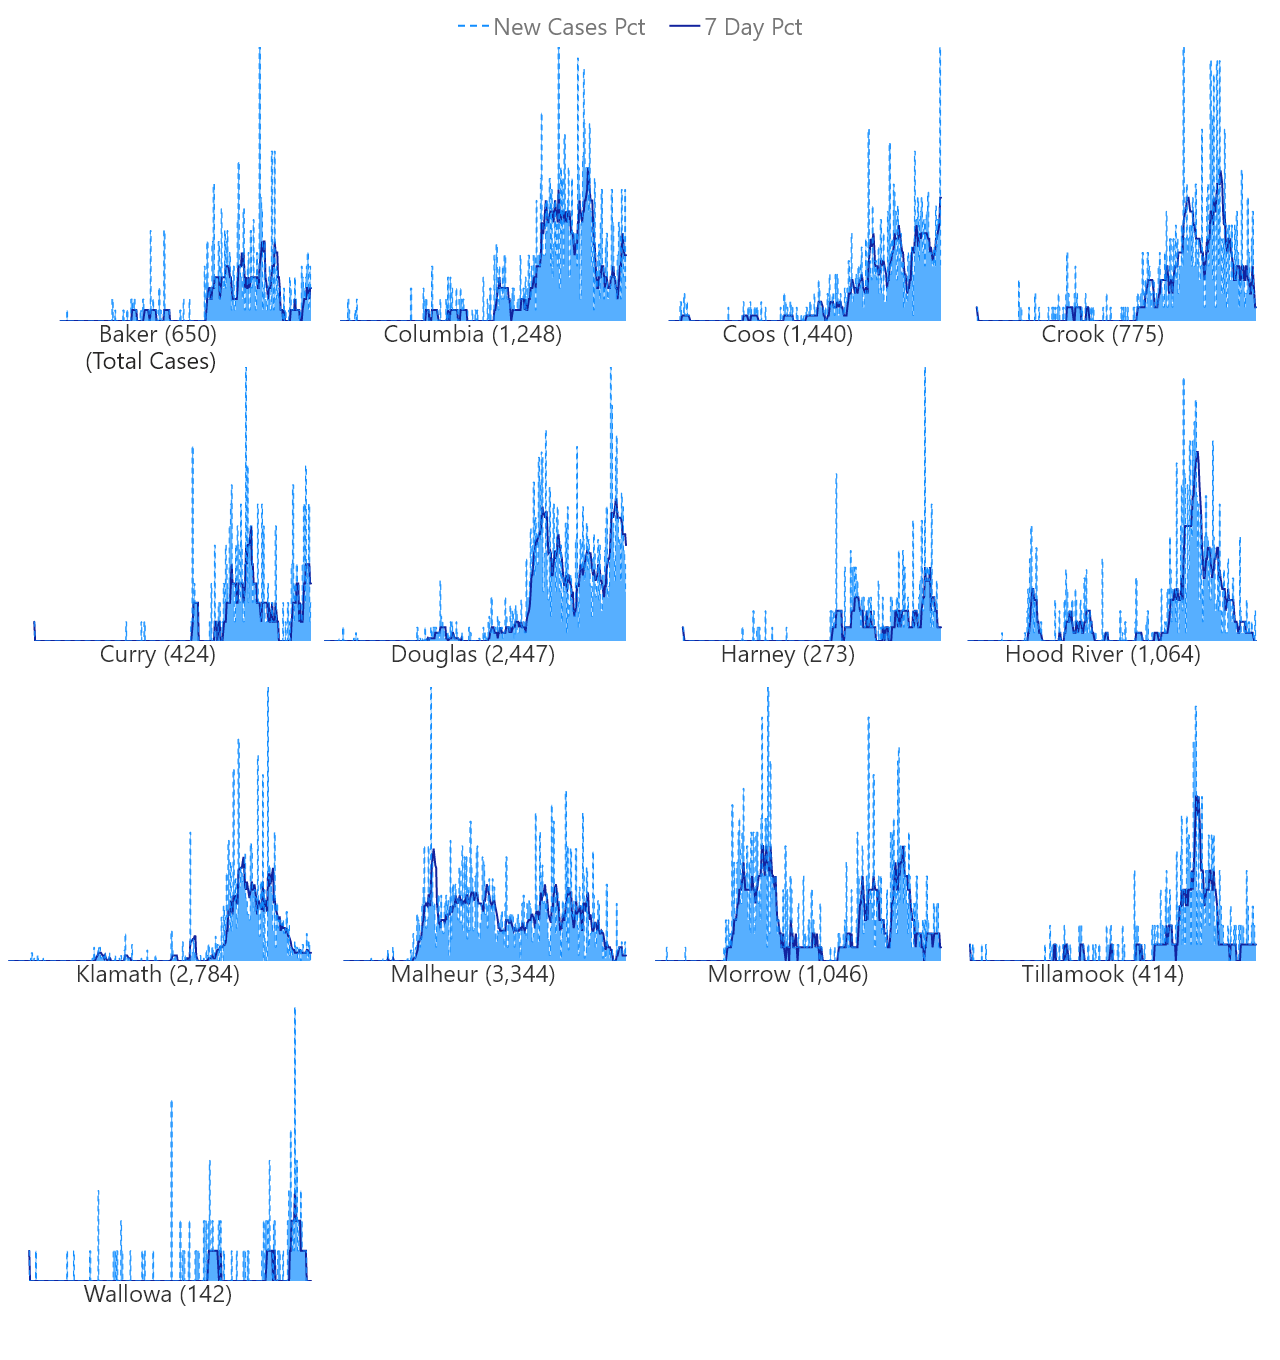 New Cases Pct 7 Day Pct
Baker (650)
(Total Cases)
Columbia (1,248)
Coos (1,440)
Crook (775)
Curry (424)
Douglas (2,447)
Harney (273)
Hood River (1,064)
Klamath (2,784)
Malheur (3,344)
Morrow (1,046)
Tillamook (414)
Wallowa (142)